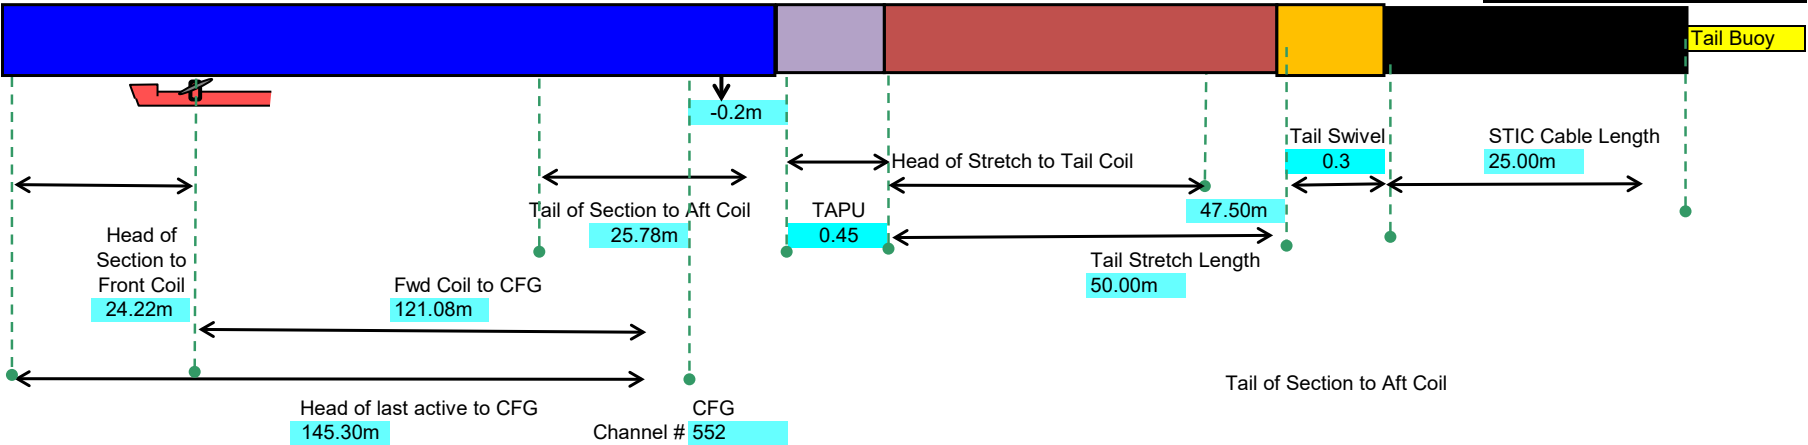 Tail Buoy
-0.2m
Tail Swivel
0.3
STIC Cable Length
25.00m
Head of Stretch to Tail Coil
47.50m
Tail of Section to Aft Coil
25.78m
TAPU
0.45
Head of
Section to
Front Coil
24.22m
Fwd Coil to CFG
121.08m
Tail Stretch Length
50.00m
Tail of Section to Aft Coil
Head of last active to CFG
145.30m
CFG
Channel # 552